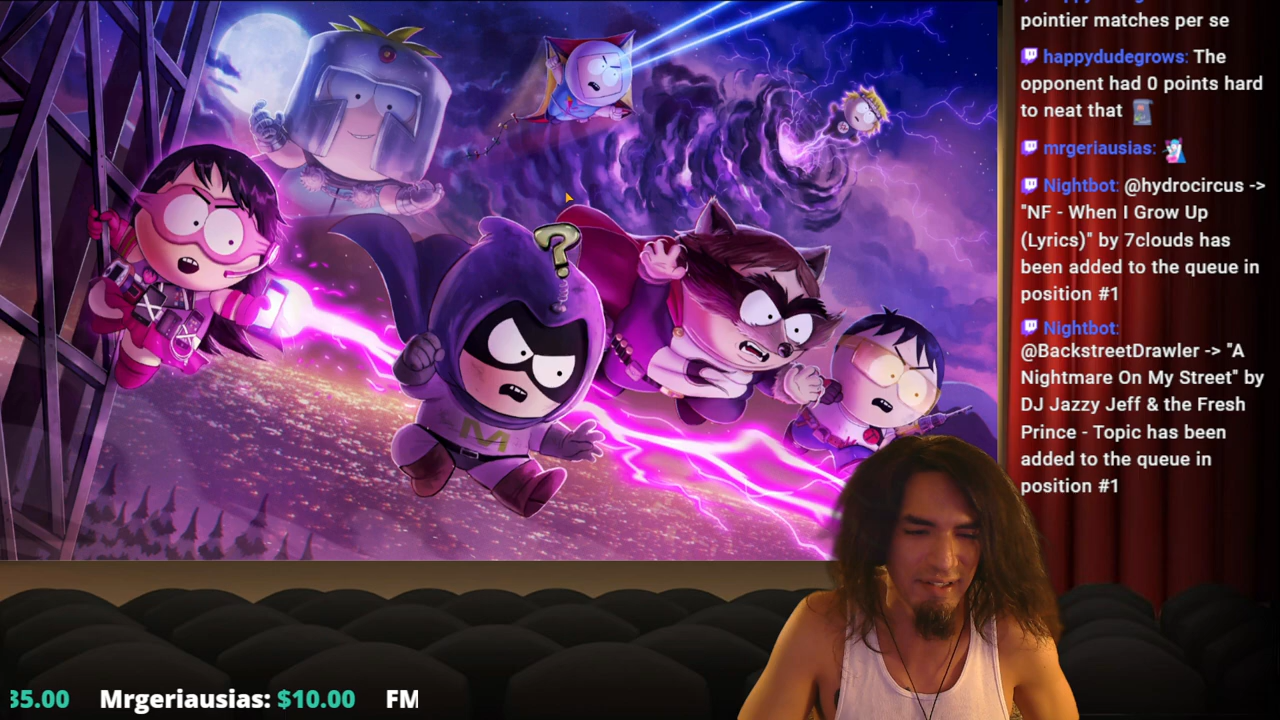 pointier matches per se
happydudegrows: The
opponent had 0 points hard
to neat that
mrgeriausias:
Nightbot: @hydrocircus ->
"NF - When I Grow Up
(Lyrics)" by 7clouds has
been added to the queue in
position #1
Nightbot:
@BackstreetDrawler -> "A
Nightmare On My Street" by
DJ Jazzy Jeff & the Fresh
Prince - Topic has been
added to the queue in
position #1
?
M
35.00 Mrgeriausias: $10.00 FM